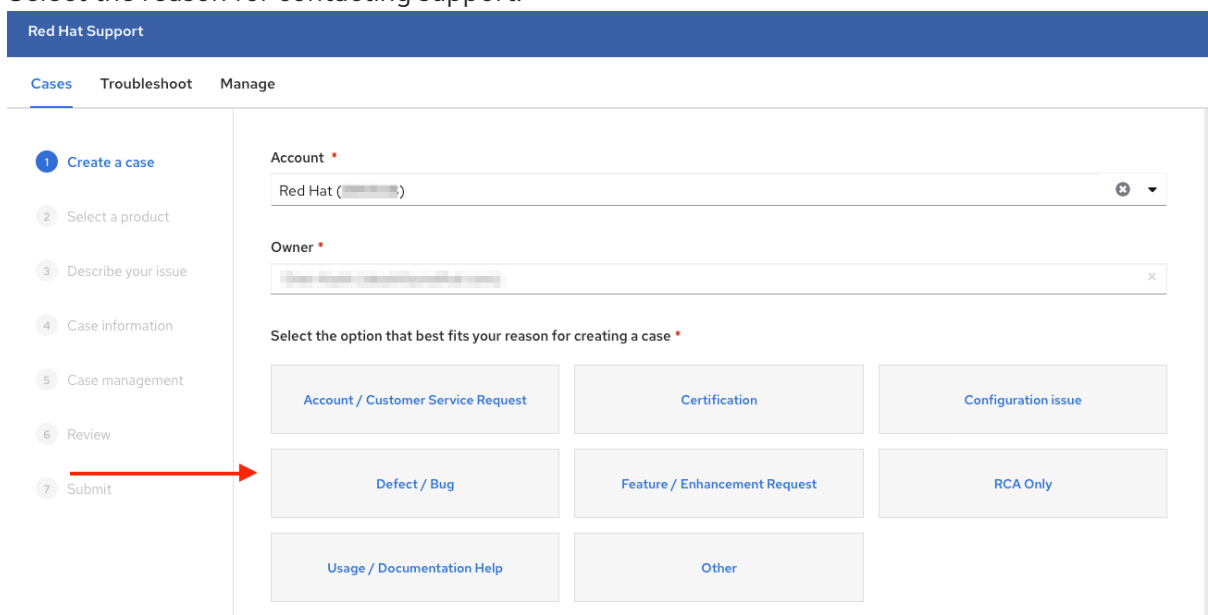 Select the reason for contacting support.
Red Hat Support
Cases Troubleshoot Manage
1 Create a case
2 Select a product
3 Describe your issue
4 Case information
5 Case management
6 Review
7 Submit
Account *
Red Hat ( )
Owner *
Select the option that best fits your reason for creating a case *
Account / Customer Service Request
Certification
Configuration issue
Defect / Bug
Feature / Enhancement Request
RCA Only
Usage / Documentation Help
Other